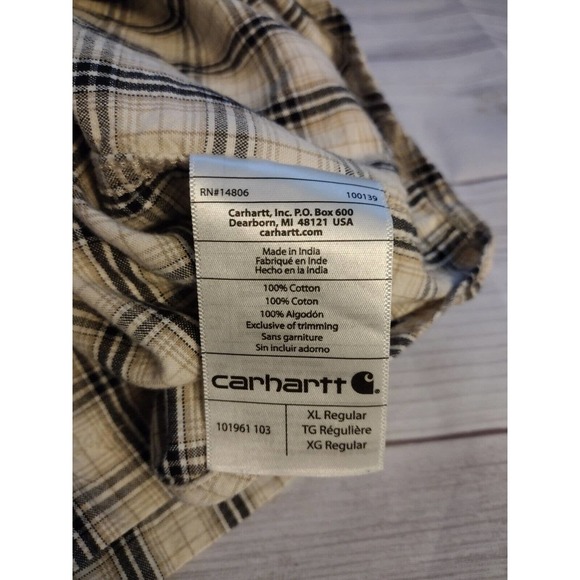 RN#14806 100139
Carhartt, Inc. P.O. Box 600
Dearborn, MI 48121 USA
carhartt.com
Made in India
Fabriqué en Inde
Hecho en la India
100% Cotton
100% Coton
100% Algodón
Exclusive of trimming
Sans garniture
Sin incluir adorno
carhartt
101961 103
XL Regular
TG Régulière
XG Regular